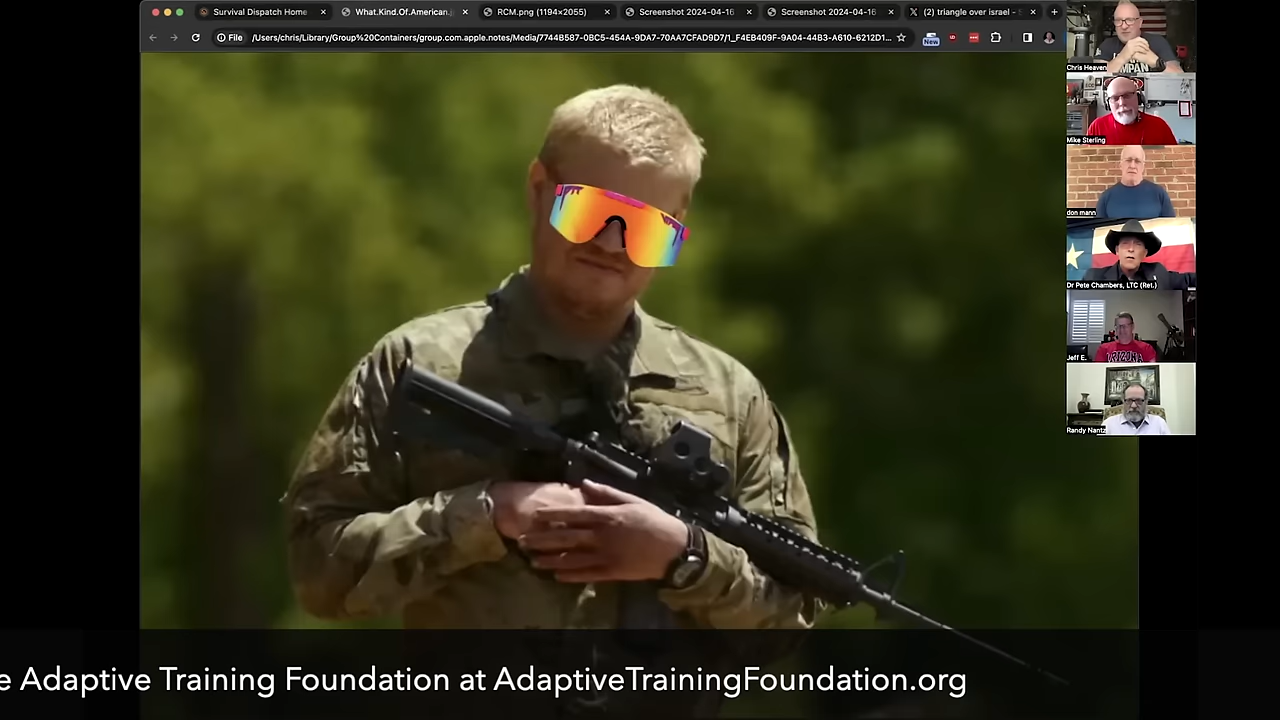 Survival Dispatch Home
What.Kind.Of.American.j
RCM.png (1194×2055)
Screenshot 2024-04-16
Screenshot 2024-04-16
(2) triangle over israel - S
File
/Users/chris/Library/Group%20Containers/group.com.apple.notes/Media/7744B587-0BC5-454A-9DA7-70AA7CFAD9D7/1_F4EB409F-9A04-44B3-A610-6212D1...
New
Chris Heaven
Mike Sterling
don mann
Dr Pete Chambers, LTC (Ret.)
ARIZONA
Jeff E.
Randy Nantz
e Adaptive Training Foundation at AdaptiveTrainingFoundation.org